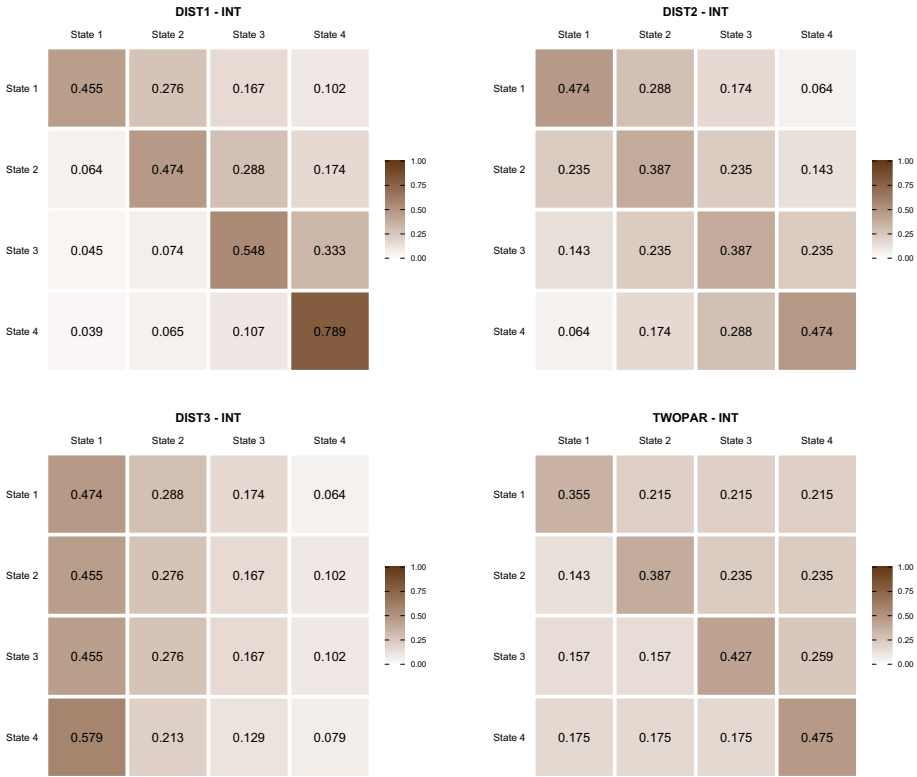 DIST1 - INT
State 1 State 2 State 3 State 4
State 1 0.455 0.276 0.167 0.102
State 2 0.064 0.474 0.288 0.174
State 3 0.045 0.074 0.548 0.333
State 4 0.039 0.065 0.107 0.789
1.00
0.75
0.50
0.25
0.00
DIST2 - INT
State 1 State 2 State 3 State 4
State 1 0.474 0.288 0.174 0.064
State 2 0.235 0.387 0.235 0.143
State 3 0.143 0.235 0.387 0.235
State 4 0.064 0.174 0.288 0.474
1.00
0.75
0.50
0.25
0.00
DIST3 - INT
State 1 State 2 State 3 State 4
State 1 0.474 0.288 0.174 0.064
State 2 0.455 0.276 0.167 0.102
State 3 0.455 0.276 0.167 0.102
State 4 0.579 0.213 0.129 0.079
1.00
0.75
0.50
0.25
0.00
TWOPAR - INT
State 1 State 2 State 3 State 4
State 1 0.355 0.215 0.215 0.215
State 2 0.143 0.387 0.235 0.235
State 3 0.157 0.157 0.427 0.259
State 4 0.175 0.175 0.175 0.475
1.00
0.75
0.50
0.25
0.00